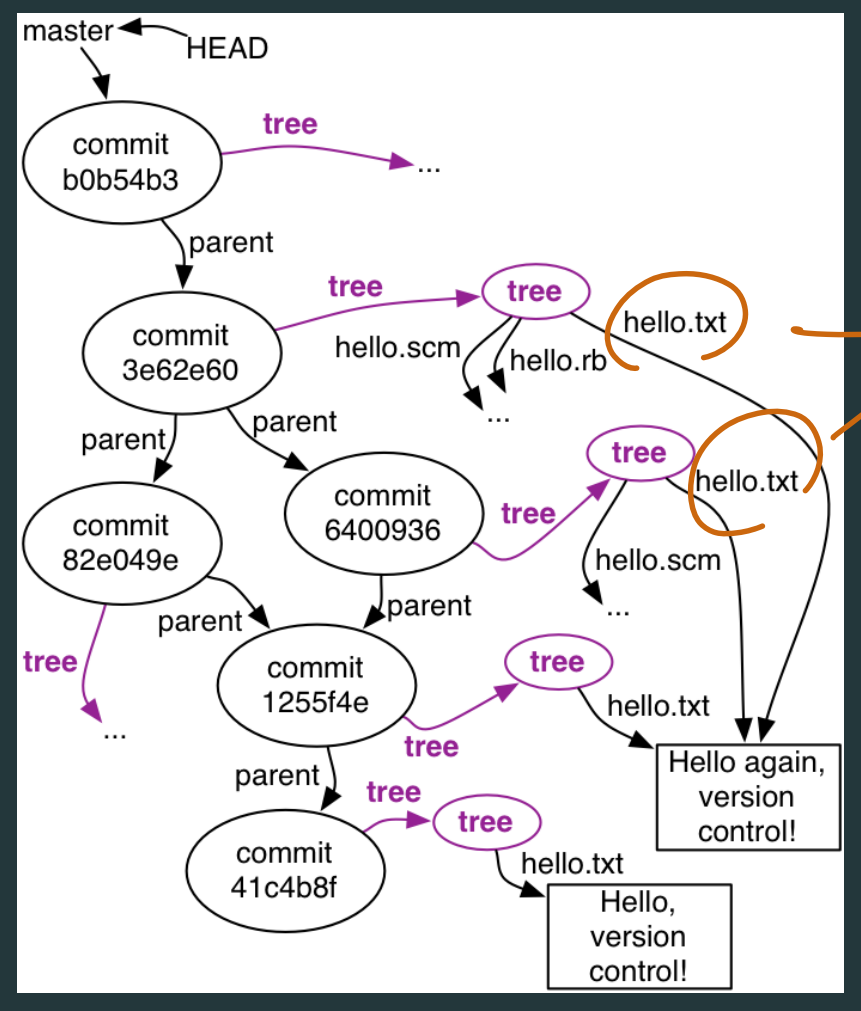 master
HEAD
commit
b0b54b3
tree
...
parent
commit
3e62e60
tree
tree
hello.txt
hello.scm
hello.rb
...
parent
parent
commit
82e049e
commit
6400936
tree
tree
hello.txt
hello.scm
...
parent
parent
tree
...
commit
1255f4e
tree
tree
hello.txt
Hello again,
version
control!
parent
commit
41c4b8f
tree
tree
hello.txt
Hello,
version
control!